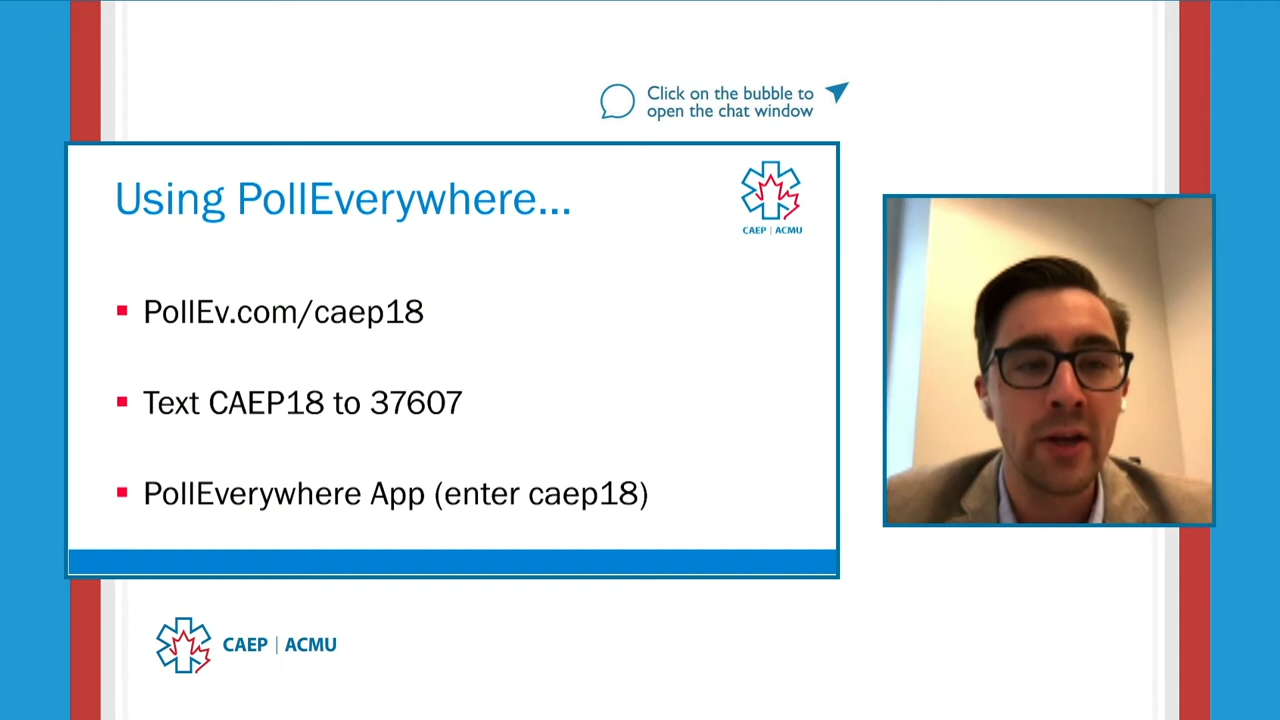 Click on the bubble to
open the chat window
Using PollEverywhere...
CAEP | ACMU
PollEv.com/caep18
Text CAEP18 to 37607
PollEverywhere App (enter caep18)
CAEP | ACMU